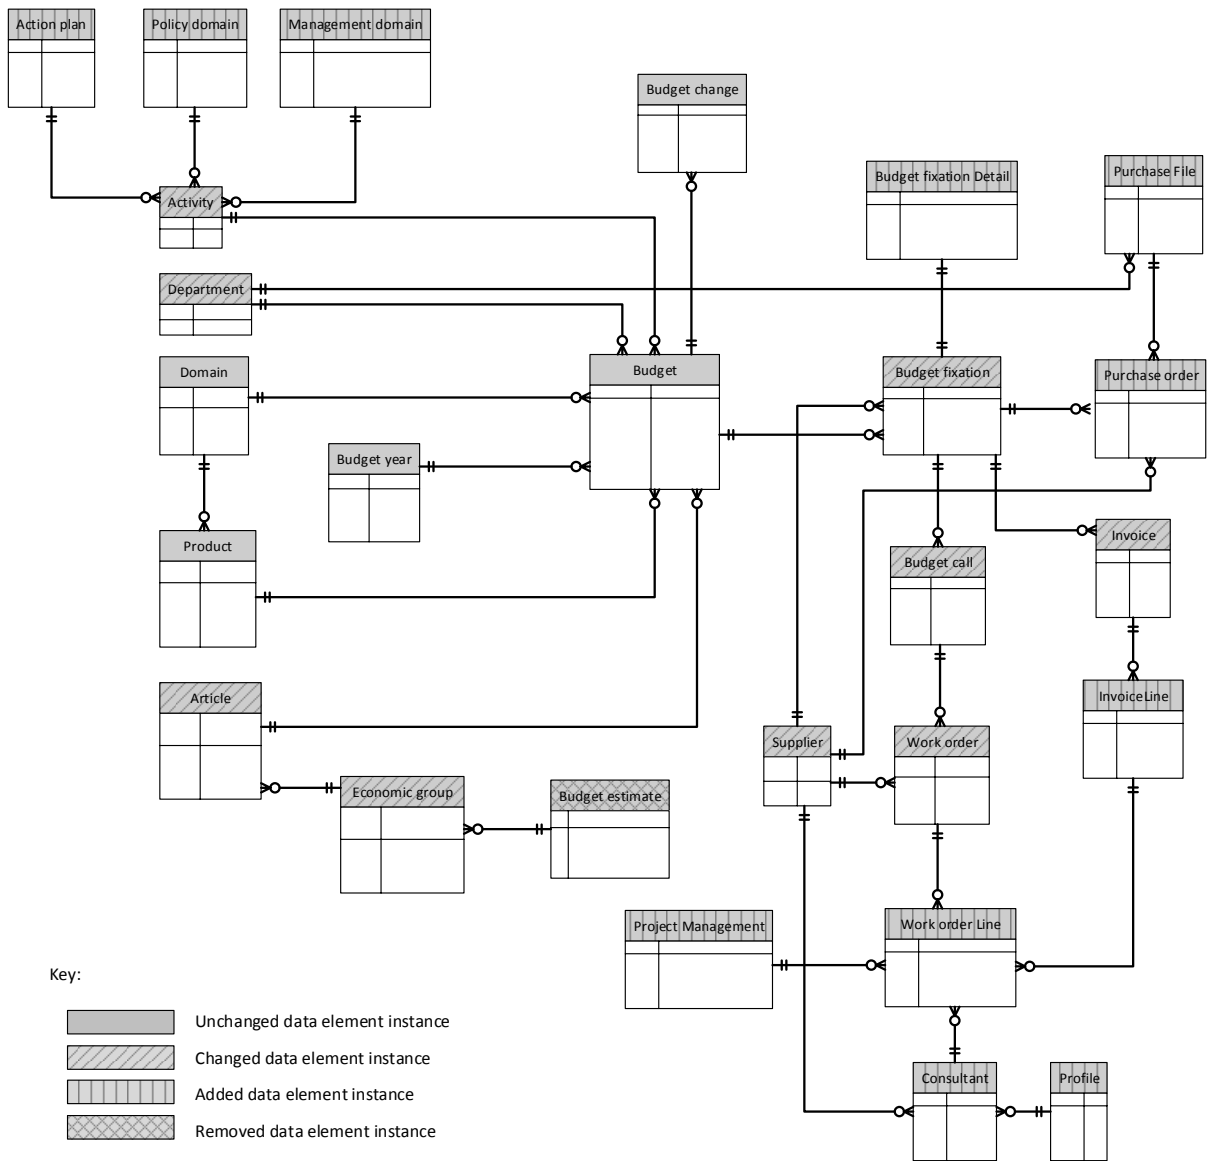 Action plan
Policy domain
Management domain
Budget change
Budget fixation Detail
Purchase File
Activity
Department
Domain
Budget
Budget fixation
Purchase order
Budget year
Product
Budget call
Invoice
Article
InvoiceLine
Supplier
Work order
Economic group
Budget estimate
Project Management
Work order Line
Key:
Unchanged data element instance
Changed data element instance
Added data element instance
Removed data element instance
Consultant
Profile